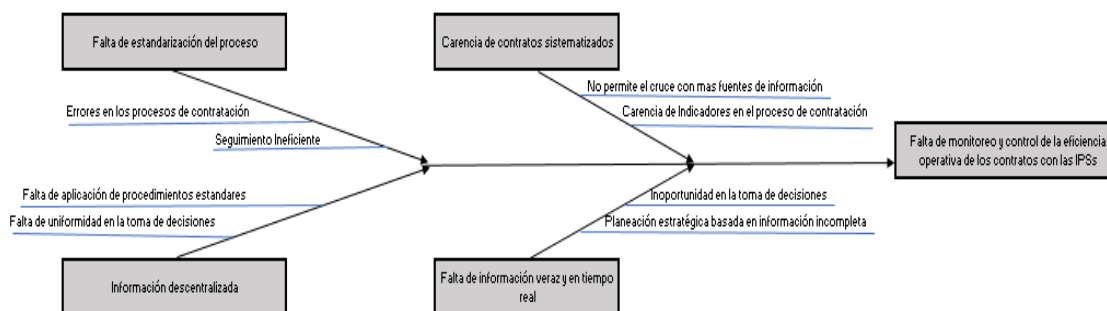 Falta de estandarización del proceso
Carencia de contratos sistematizados
No permite el cruce con mas fuentes de información
Errores en los procesos de contratación
Carencia de Indicadores en el proceso de contratación
Seguimiento Ineficiente
Falta de monitoreo y control de la eficiencia
operativa de los contratos con las IPSs
Falta de aplicación de procedimientos estandares
Inoportunidad en la toma de decisiones
Falta de uniformidad en la toma de decisiones
Planeación estratégica basada en información incompleta
Información descentralizada
Falta de información veraz y en tiempo
real